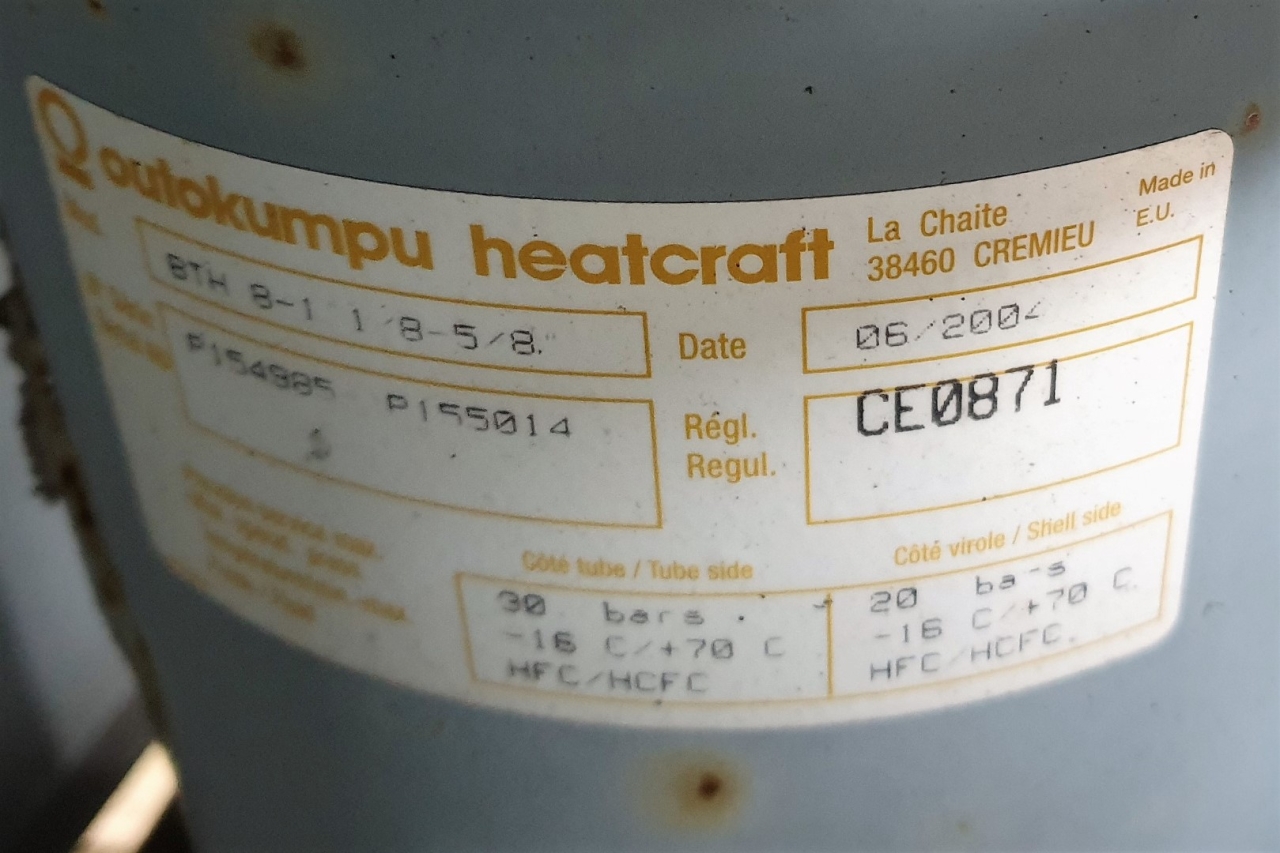 outokumpu heatcraft
La Chaite
38460 CREMIEU
Made in
E.U.
Mod.
BTH 8-1 1/8-5/8"
Date
06/2004
P154985 P155014
Régl.
Regul.
CE0871
Côté tube / Tube side
Côté virole / Shell side
30 bars
-16 C/+70 C
HFC/HCFC
20 bars
-16 C/+70 C
HFC/HCFC